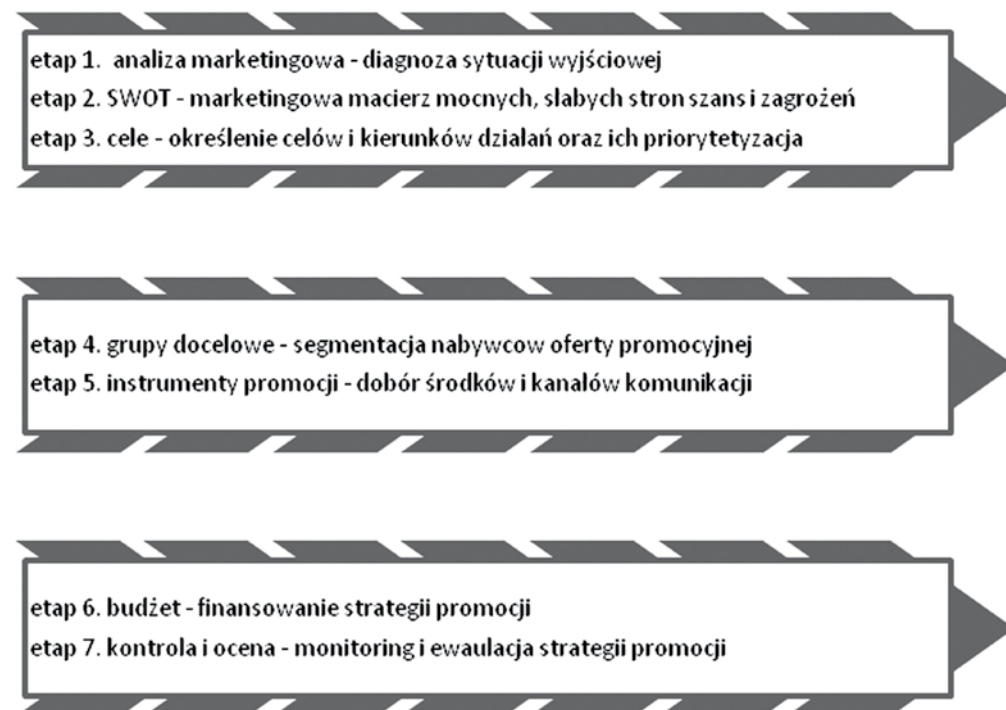 etap 1. analiza marketingowa - diagnoza sytuacji wyjściowej
etap 2. SWOT - marketingowa macierz mocnych, słabych stron szans i zagrożeń
etap 3. cele - określenie celów i kierunków działań oraz ich priorytetyzacja
etap 4. grupy docelowe - segmentacja nabywcow oferty promocyjnej
etap 5. instrumenty promocji - dobór środków i kanałów komunikacji
etap 6. budżet - finansowanie strategii promocji
etap 7. kontrola i ocena - monitoring i ewaulacja strategii promocji